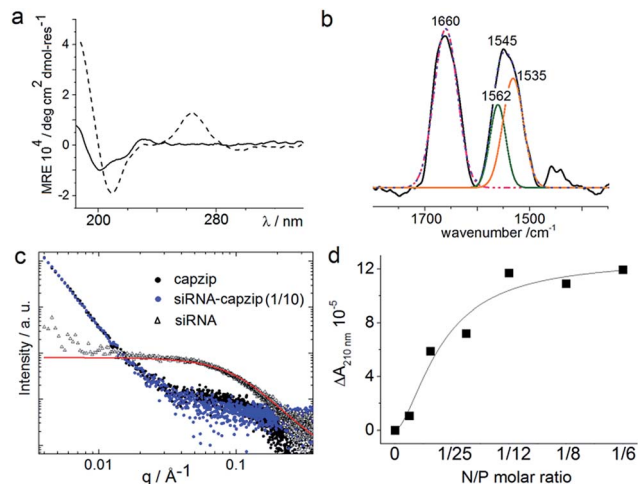 a
MRE 10⁴ / deg cm² dmol-res⁻¹
4
2
0
-2
200
280
λ / nm
b
1660
1545
1562
1535
1700
1500
wavenumber /cm⁻¹
c
Intensity / a. u.
capzip
siRNA-capzip (1/10)
siRNA
0.01
0.1
q / Å⁻¹
d
ΔA210 nm 10⁻⁵
12
8
4
0
0
1/25
1/12
1/8
1/6
N/P molar ratio